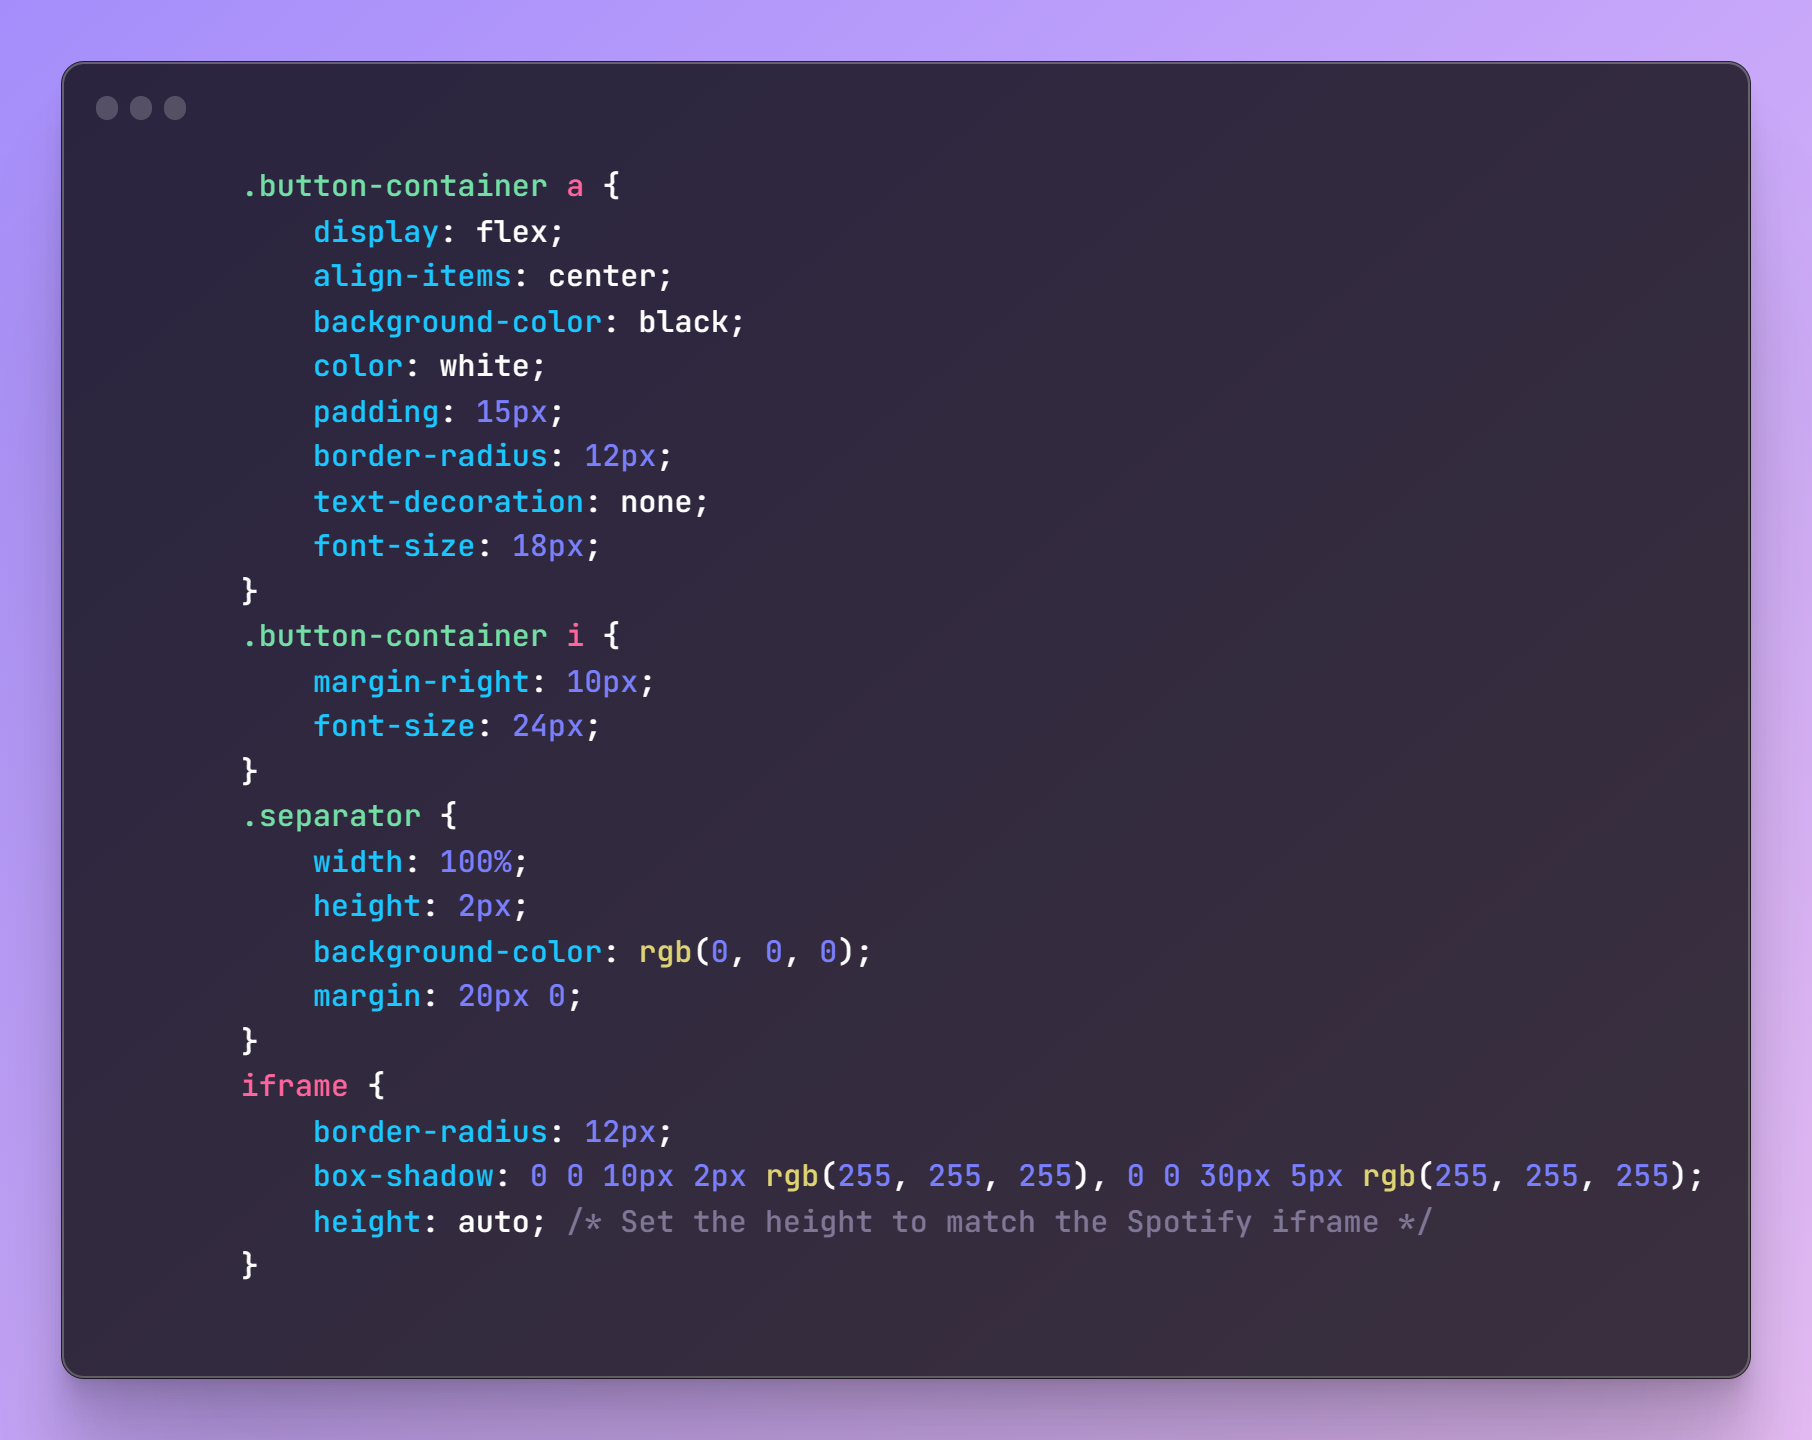 .button-container a {
    display: flex;
    align-items: center;
    background-color: black;
    color: white;
    padding: 15px;
    border-radius: 12px;
    text-decoration: none;
    font-size: 18px;
}
.button-container i {
    margin-right: 10px;
    font-size: 24px;
}
.separator {
    width: 100%;
    height: 2px;
    background-color: rgb(0, 0, 0);
    margin: 20px 0;
}
iframe {
    border-radius: 12px;
    box-shadow: 0 0 10px 2px rgb(255, 255, 255), 0 0 30px 5px rgb(255, 255, 255);
    height: auto; /* Set the height to match the Spotify iframe */
}